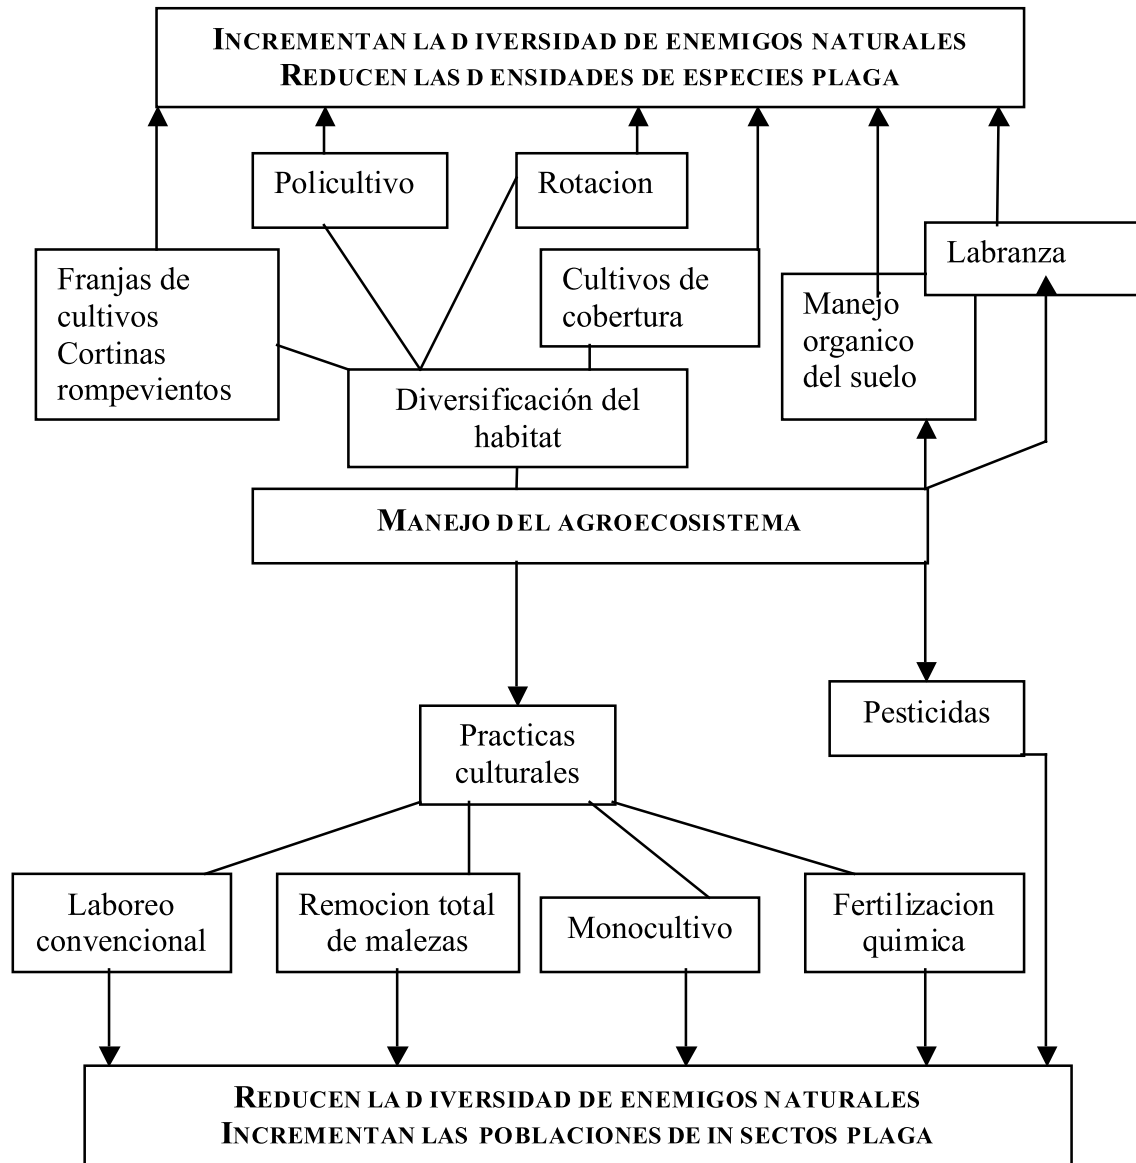 INCREMENTAN LA DIVERSIDAD DE ENEMIGOS NATURALES
REDUCEN LAS DENSIDADES DE ESPECIES PLAGA
Policultivo
Rotacion
Labranza
Franjas de
cultivos
Cortinas
rompevientos
Cultivos de
cobertura
Manejo
organico
del suelo
Diversificación del
habitat
MANEJO DEL AGROECOSISTEMA
Pesticidas
Practicas
culturales
Laboreo
convencional
Remocion total
de malezas
Monocultivo
Fertilizacion
quimica
REDUCEN LA DIVERSIDAD DE ENEMIGOS NATURALES
INCREMENTAN LAS POBLACIONES DE INSECTOS PLAGA